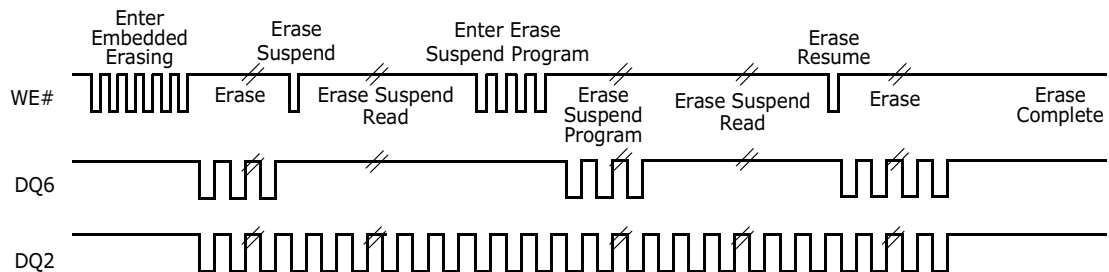 Enter
Embedded
Erasing
Erase
Suspend
Enter Erase
Suspend Program
Erase
Resume
WE#
Erase
Erase Suspend
Read
Erase
Suspend
Program
Erase Suspend
Read
Erase
Erase
Complete
DQ6
DQ2